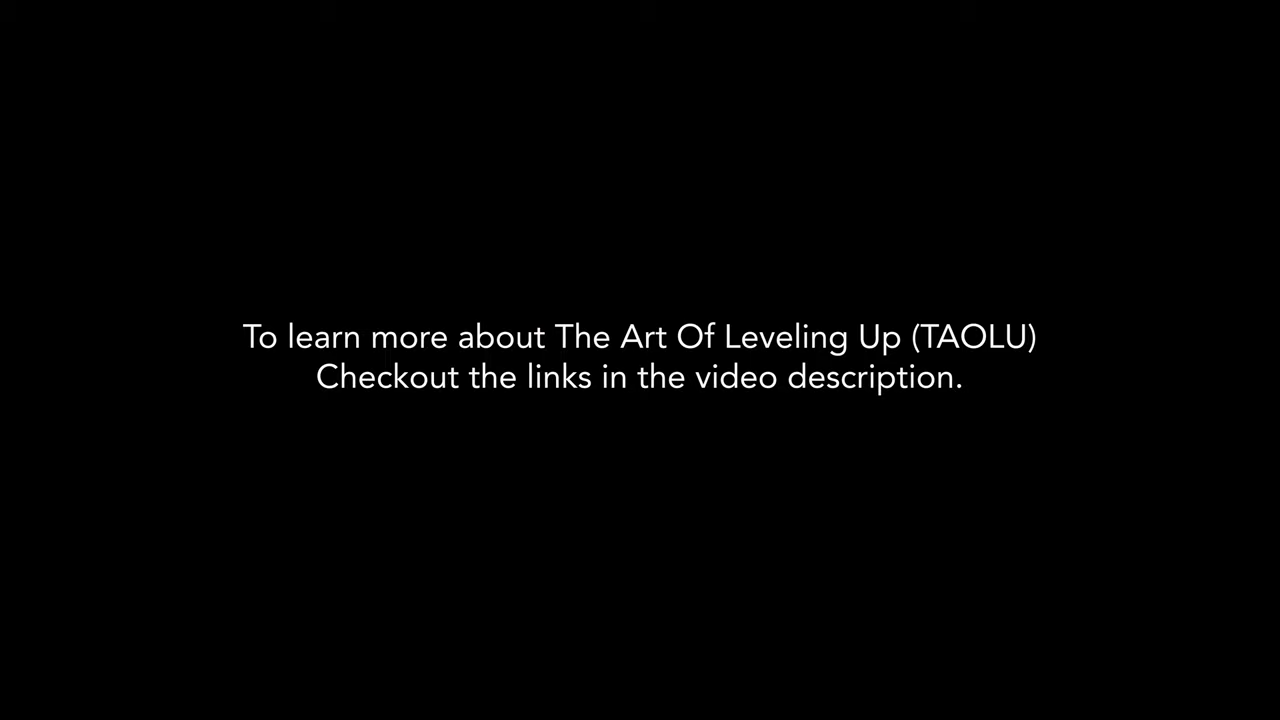 To learn more about The Art Of Leveling Up (TAOLU)
Checkout the links in the video description.